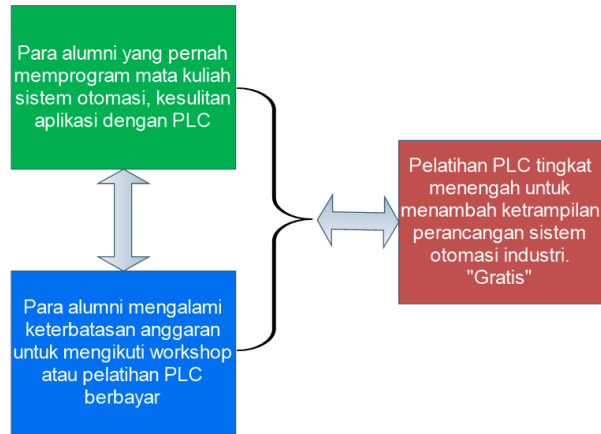 Para alumni yang pernah
memprogram mata kuliah
sistem otomasi, kesulitan
aplikasi dengan PLC
Pelatihan PLC tingkat
menengah untuk
menambah ketrampilan
perancangan sistem
otomasi industri.
"Gratis"
Para alumni mengalami
keterbatasan anggaran
untuk mengikuti workshop
atau pelatihan PLC
berbayar